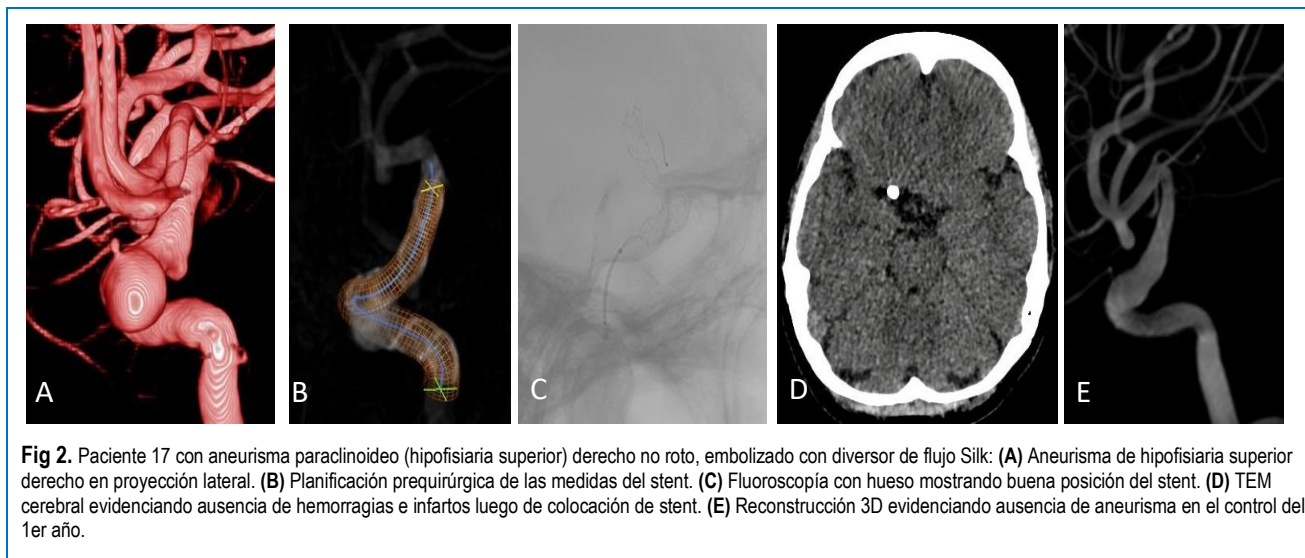 A
B
C
D
E
Fig 2. Paciente 17 con aneurisma paraclinoideo (hipofisiaria superior) derecho no roto, embolizado con diversor de flujo Silk: (A) Aneurisma de hipofisiaria superior
derecho en proyección lateral. (B) Planificación prequirúrgica de las medidas del stent. (C) Fluoroscopía con hueso mostrando buena posición del stent. (D) TEM
cerebral evidenciando ausencia de hemorragias e infartos luego de colocación de stent. (E) Reconstrucción 3D evidenciando ausencia de aneurisma en el control del
1er año.